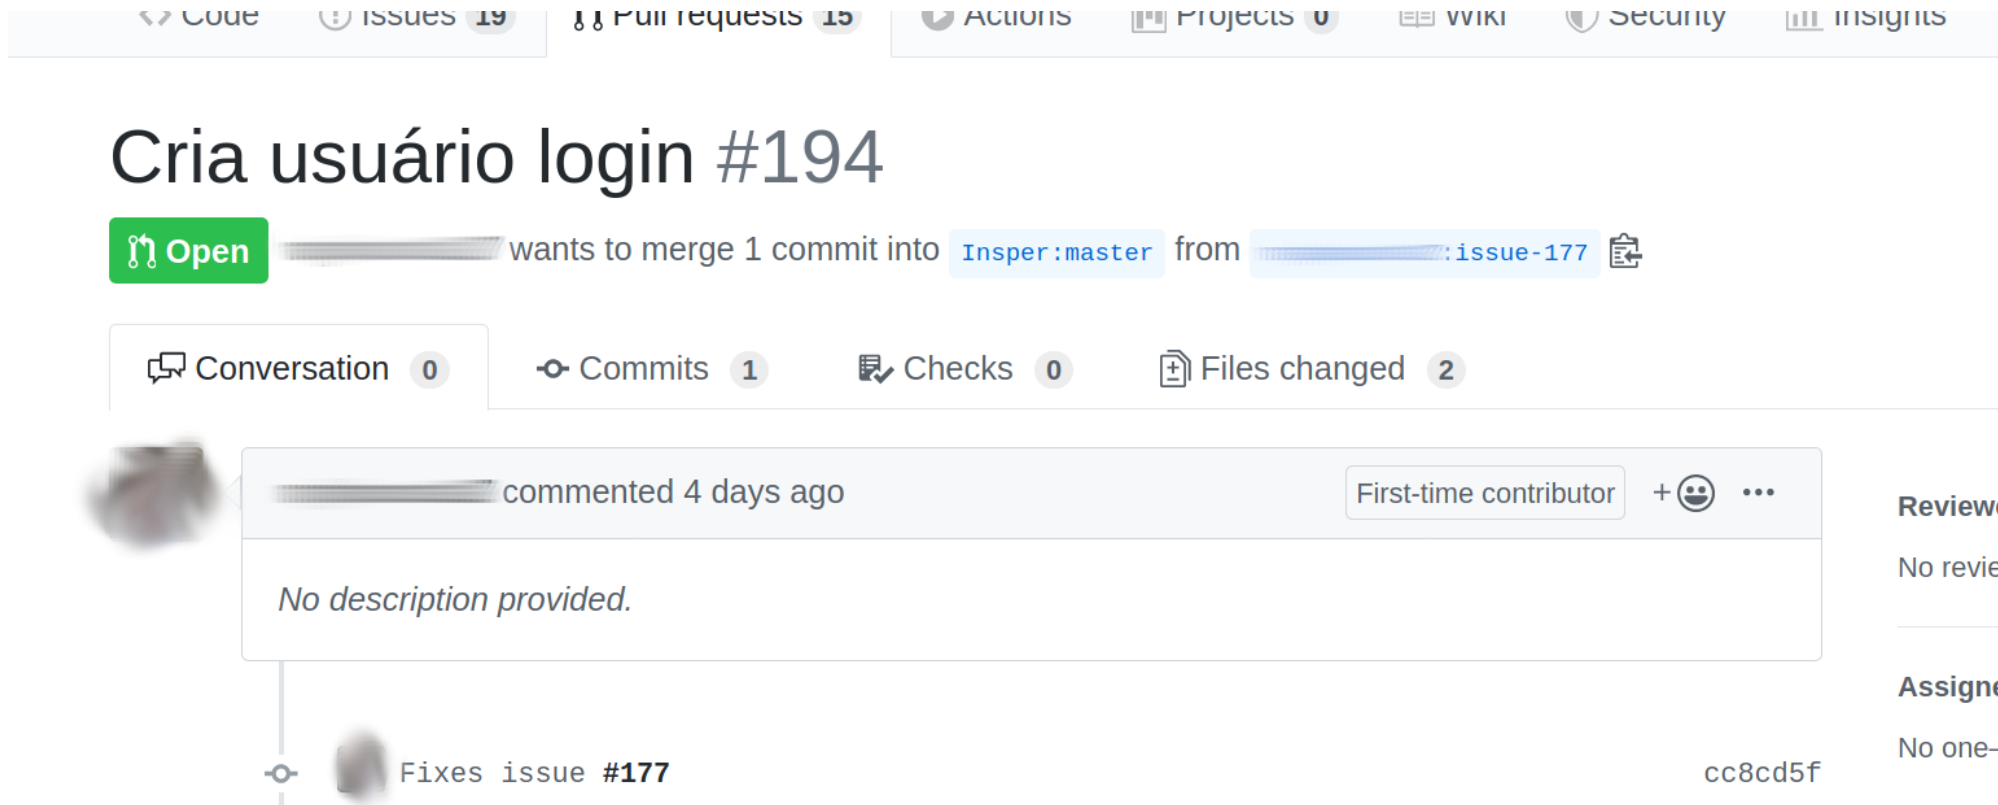 Code Issues 19 Pull requests 15 Actions Projects 0 Wiki Security Insights
Cria usuário login #194
Open wants to merge 1 commit into Insper:master from :issue-177
Conversation 0 Commits 1 Checks 0 Files changed 2
commented 4 days ago First-time contributor
No description provided.
Fixes issue #177 cc8cd5f
No one—